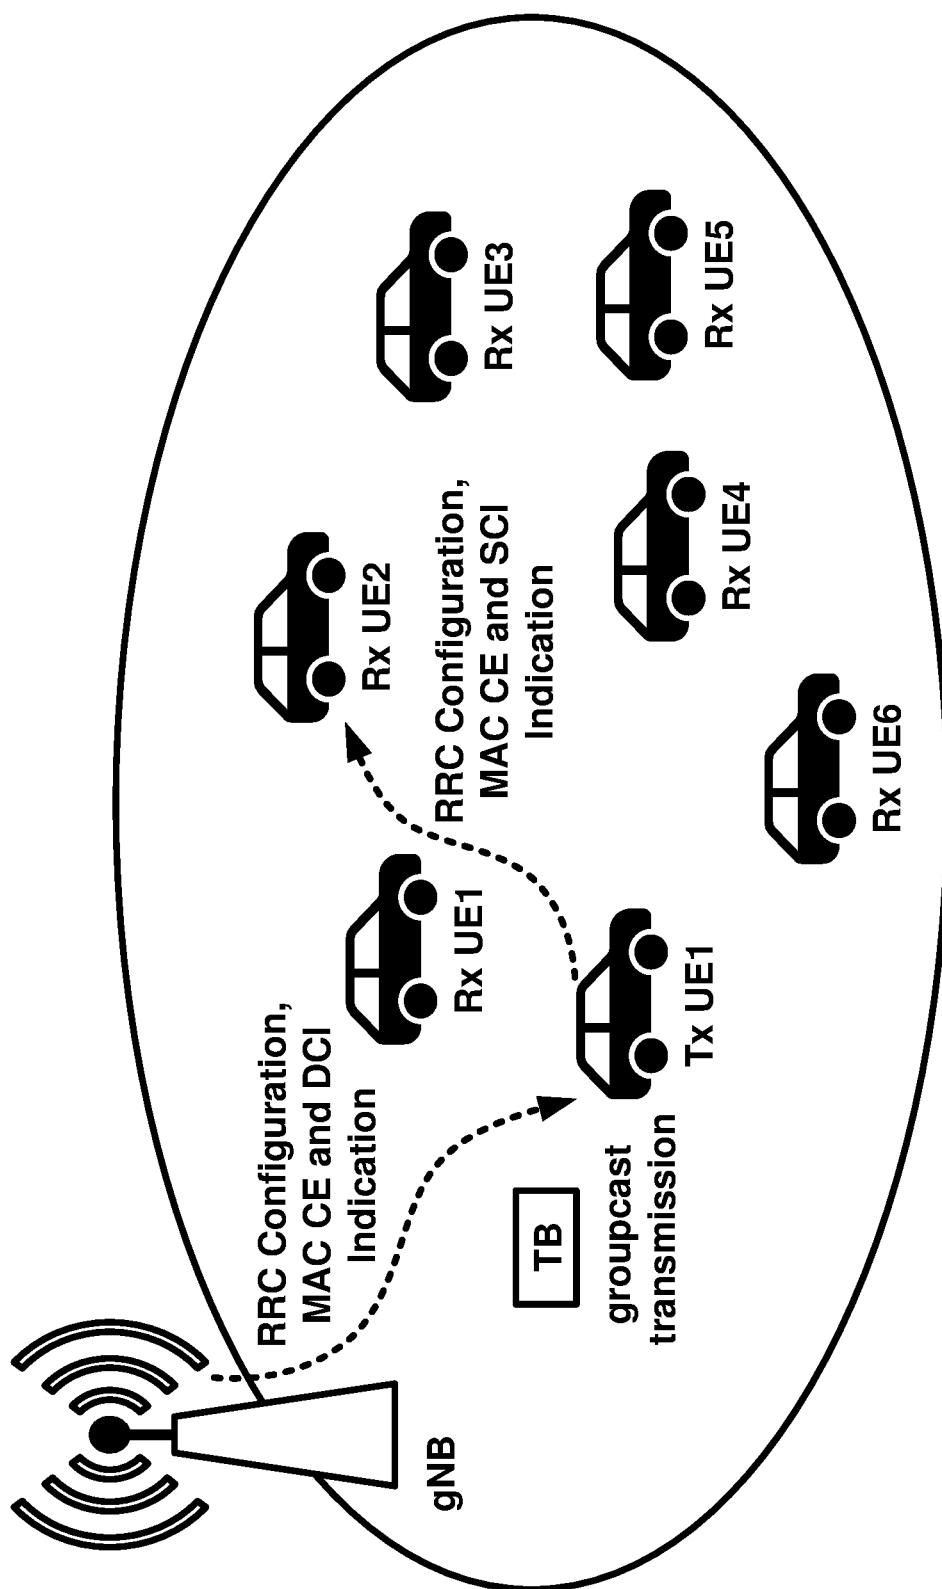 gNB
RRC Configuration,
MAC CE and DCI
Indication
TB
groupcast
transmission
Tx UE1
Rx UE1
RRC Configuration,
MAC CE and SCI
Indication
Rx UE2
Rx UE3
Rx UE4
Rx UE5
Rx UE6